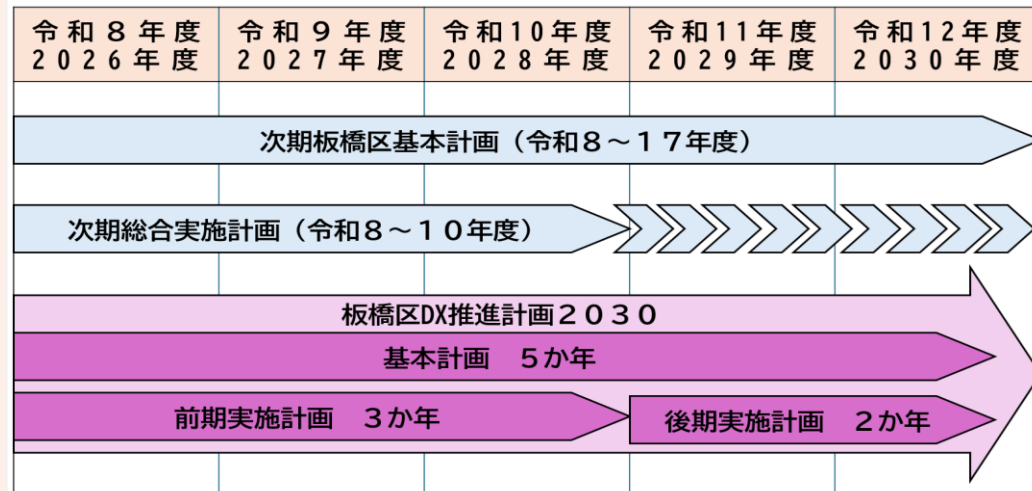 令和８年度 令和９年度 令和10年度 令和11年度 令和12年度
２０２６年度 ２０２７年度 ２０２８年度 ２０２９年度 ２０３０年度
次期板橋区基本計画（令和８～１７年度）
次期総合実施計画（令和８～１０年度）
板橋区DX推進計画２０３０
基本計画　５か年
前期実施計画　３か年 後期実施計画　２か年